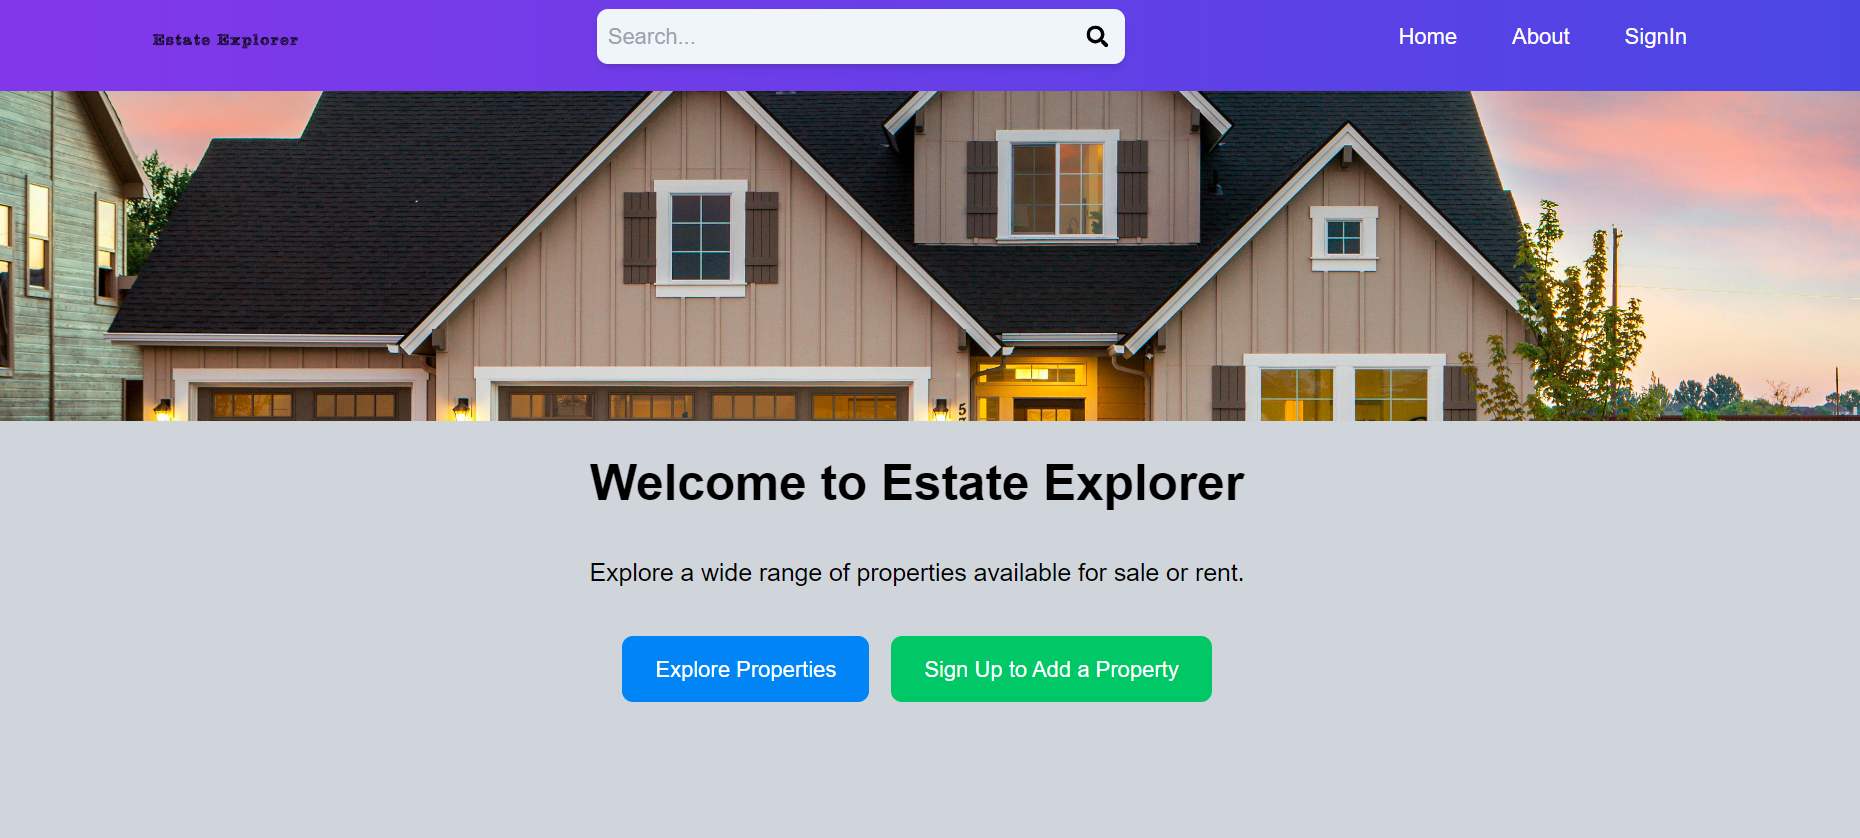 Estate Explorer
Search...
Home
About
SignIn
5
Welcome to Estate Explorer
Explore a wide range of properties available for sale or rent.
Explore Properties
Sign Up to Add a Property